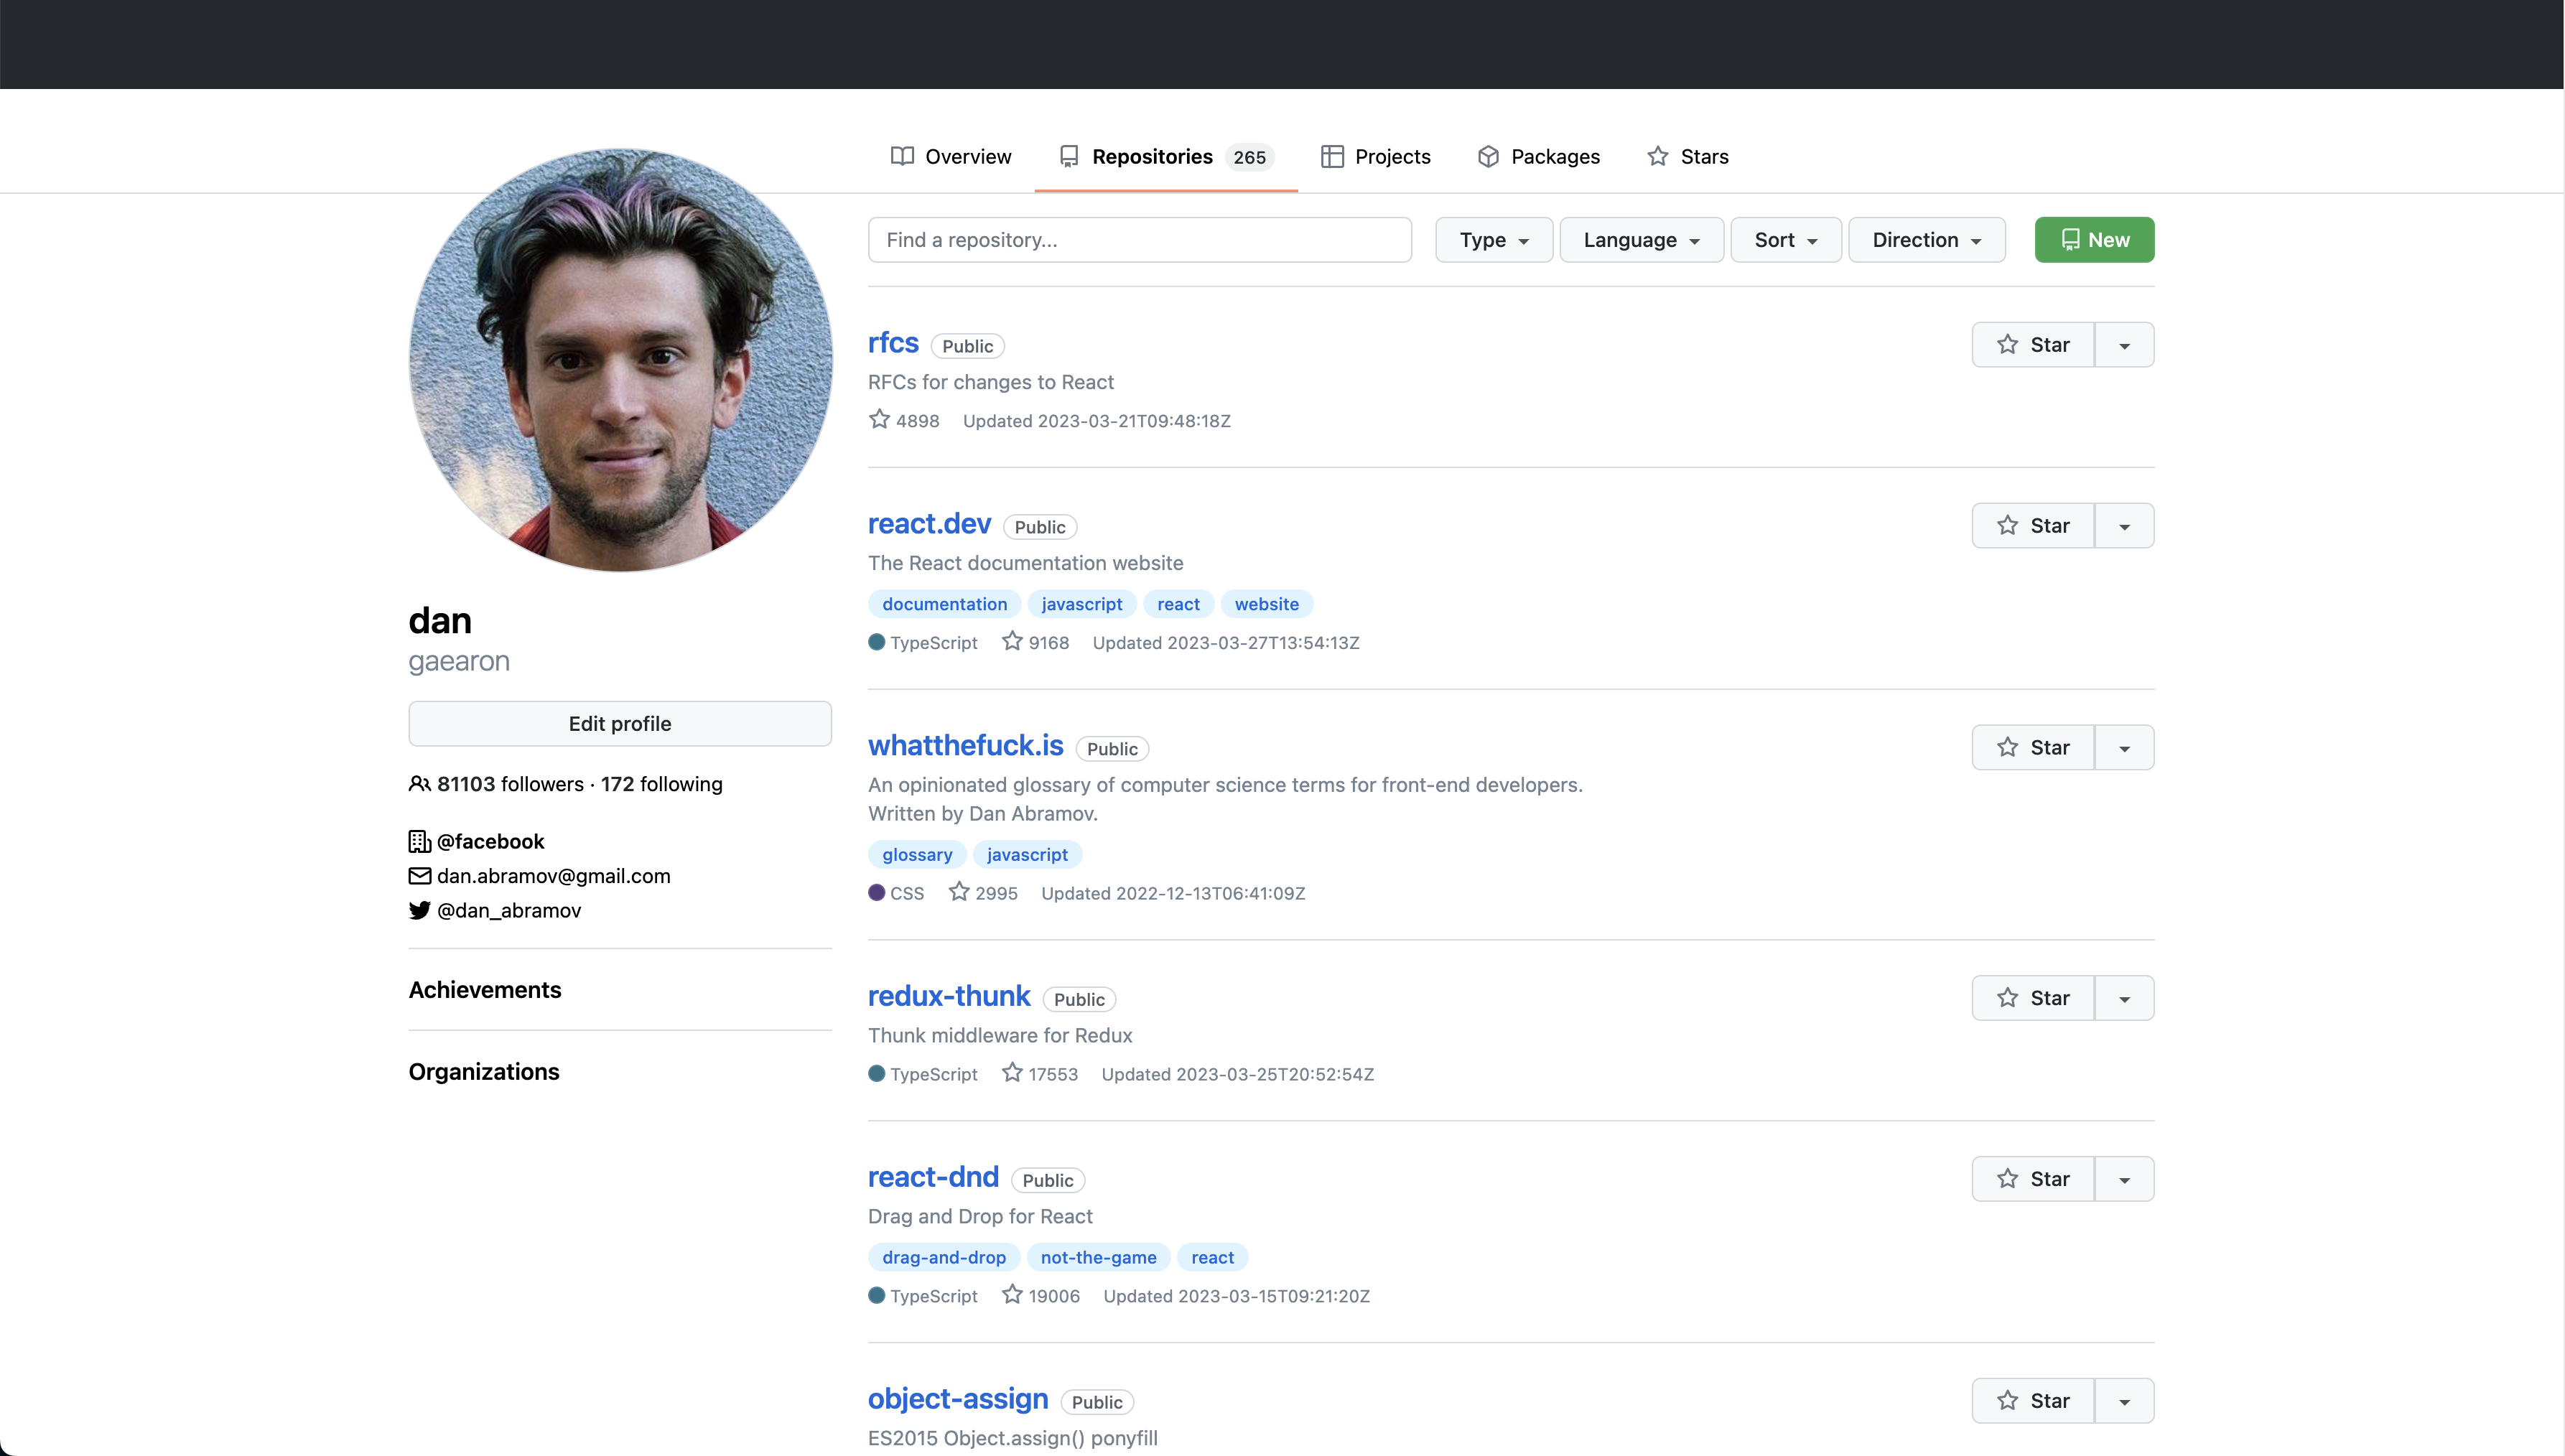 Overview Repositories 265 Projects Packages Stars
Find a repository... Type Language Sort Direction New
dan
gaearon
Edit profile
81103 followers · 172 following
@facebook
dan.abramov@gmail.com
@dan_abramov
Achievements
Organizations
rfcs Public Star
RFCs for changes to React
4898 Updated 2023-03-21T09:48:18Z
react.dev Public Star
The React documentation website
documentation javascript react website
TypeScript 9168 Updated 2023-03-27T13:54:13Z
whatthefuck.is Public Star
An opinionated glossary of computer science terms for front-end developers.
Written by Dan Abramov.
glossary javascript
CSS 2995 Updated 2022-12-13T06:41:09Z
redux-thunk Public Star
Thunk middleware for Redux
TypeScript 17553 Updated 2023-03-25T20:52:54Z
react-dnd Public Star
Drag and Drop for React
drag-and-drop not-the-game react
TypeScript 19006 Updated 2023-03-15T09:21:20Z
object-assign Public Star
ES2015 Object.assign() ponyfill